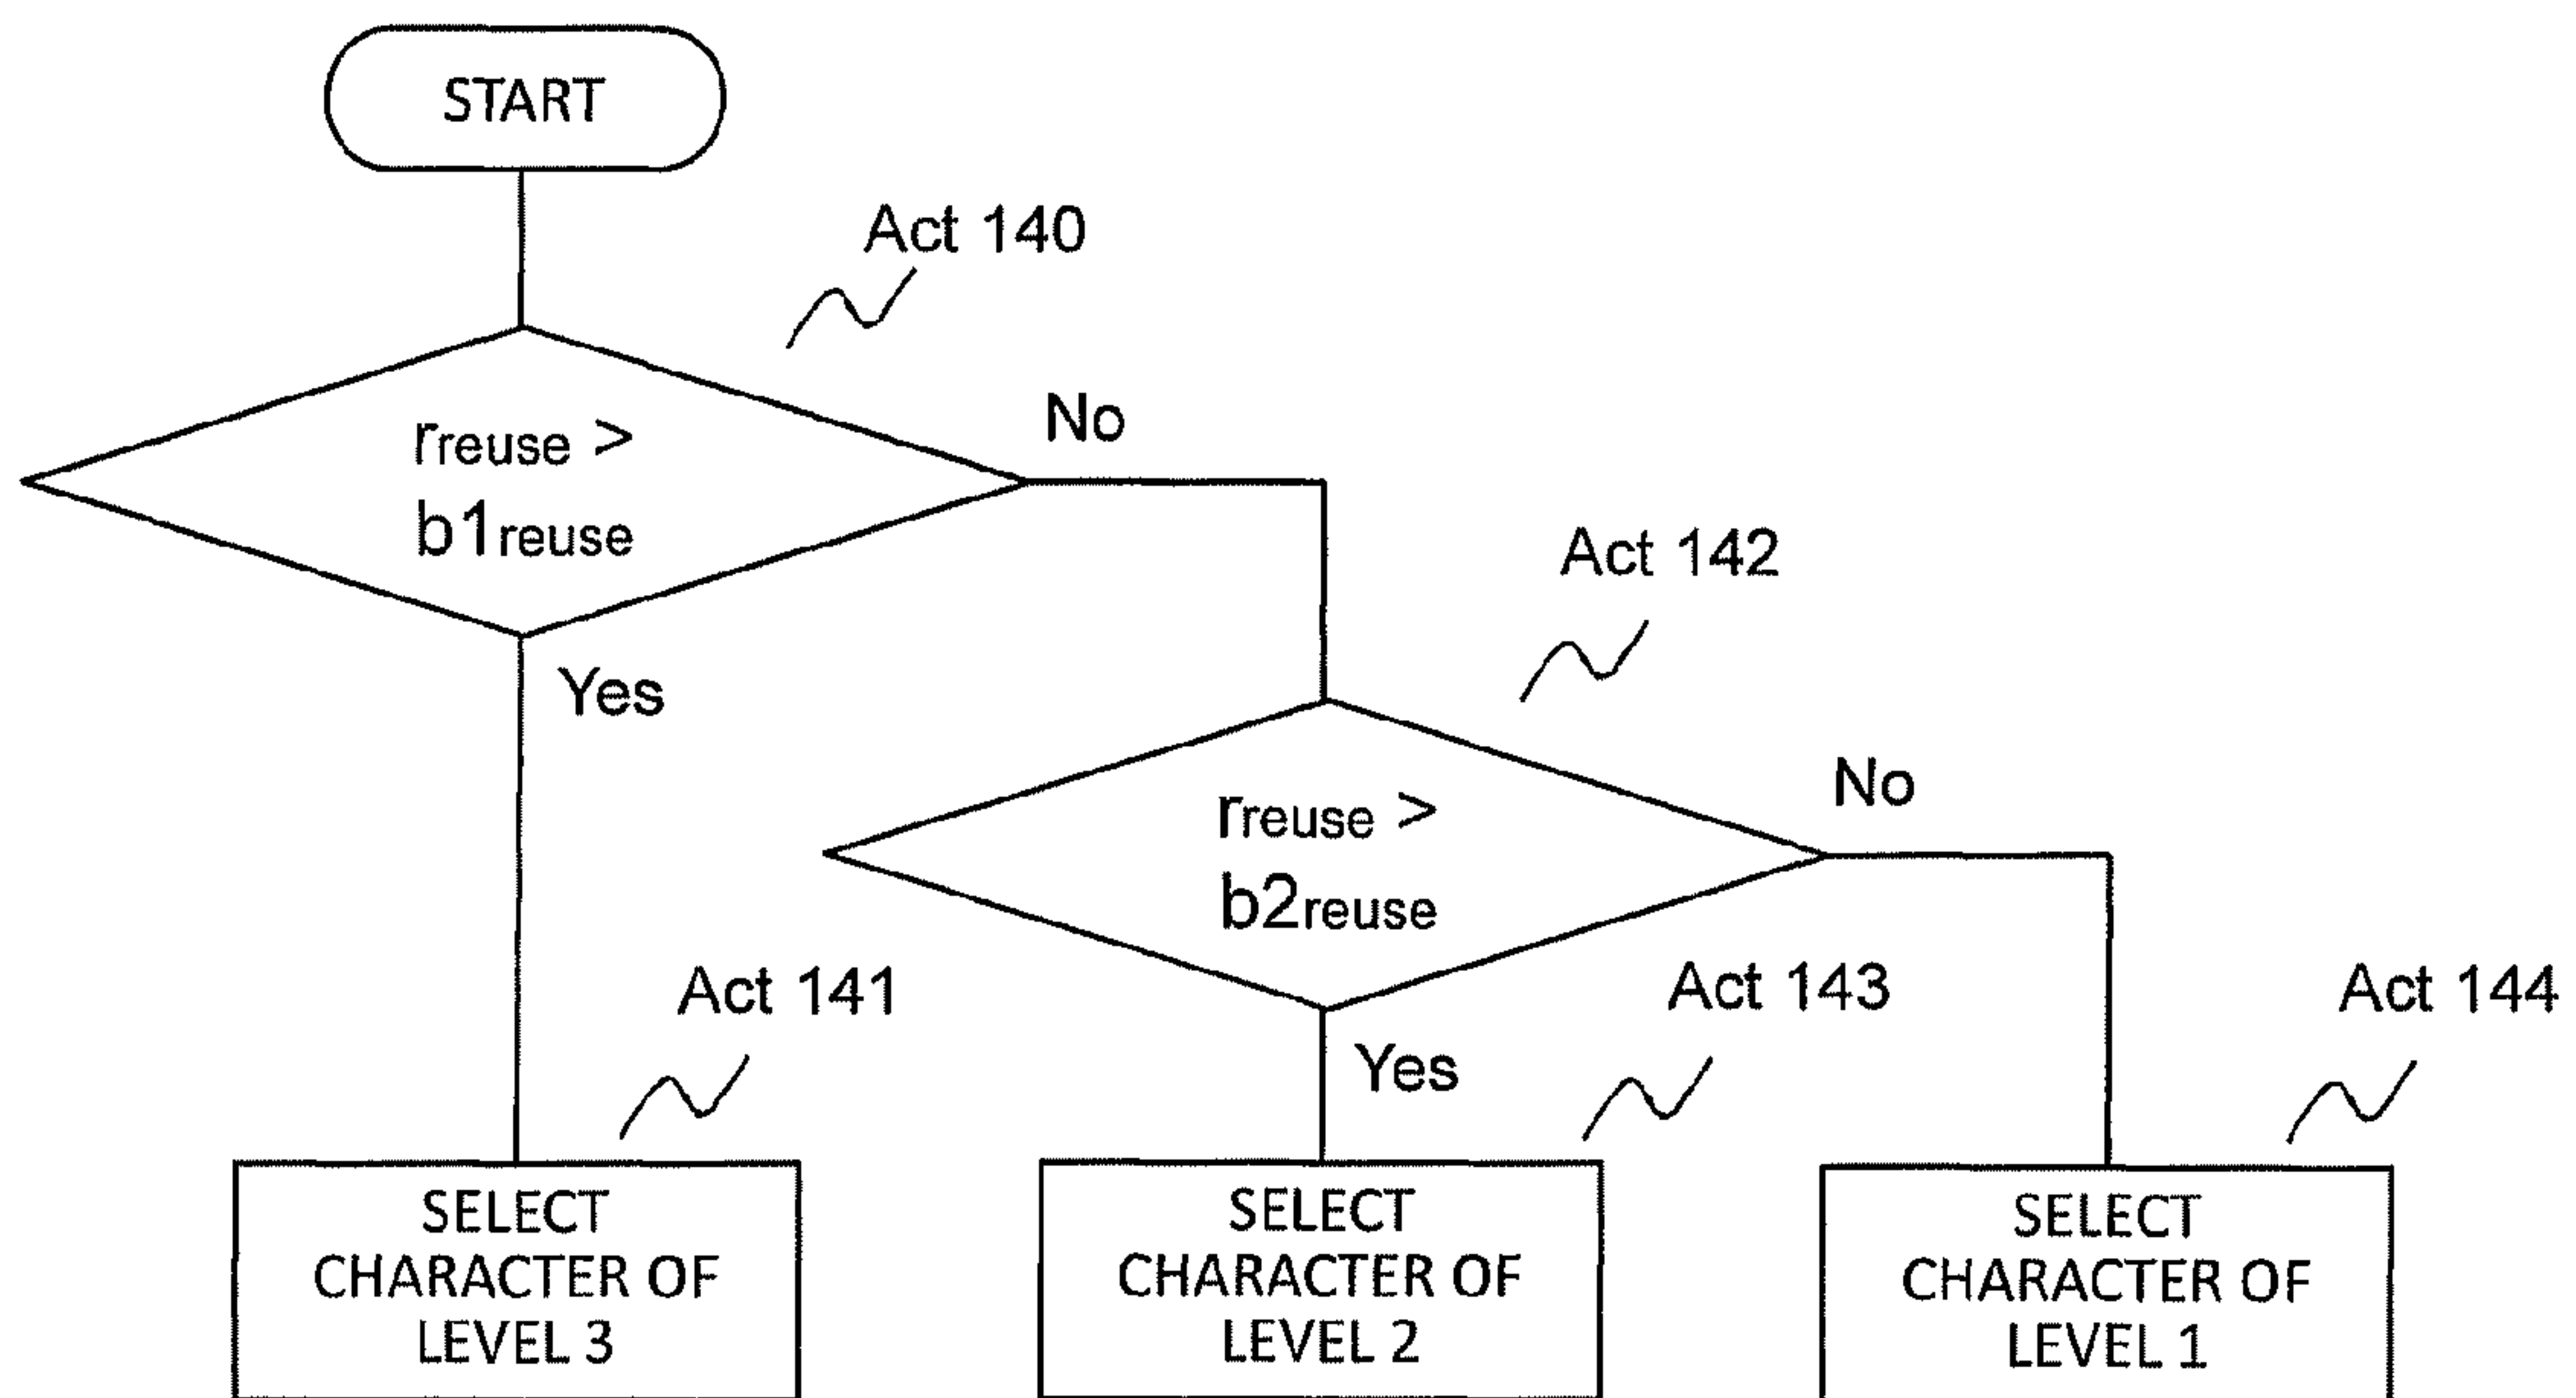 START
Act 140
rreuse >
b1reuse
No
Yes
Act 142
rreuse >
b2reuse
No
Yes
Act 141
SELECT
CHARACTER OF
LEVEL 3
Act 143
SELECT
CHARACTER OF
LEVEL 2
Act 144
SELECT
CHARACTER OF
LEVEL 1